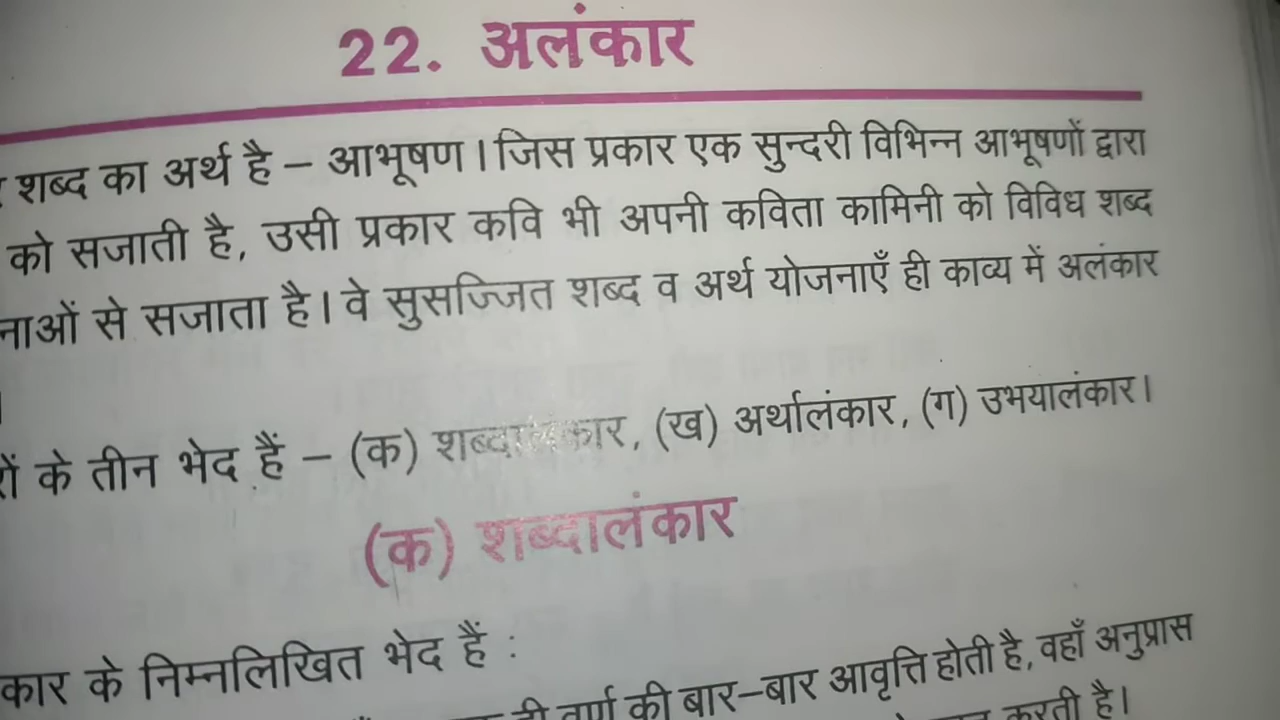 22. अलंकार
शब्द का अर्थ है – आभूषण। जिस प्रकार एक सुन्दरी विभिन्न आभूषणों द्वारा
को सजाती है, उसी प्रकार कवि भी अपनी कविता कामिनी को विविध शब्द
नाओं से सजाता है। वे सुसज्जित शब्द व अर्थ योजनाएँ ही काव्य में अलंकार
के तीन भेद हैं – (क) शब्दालंकार, (ख) अर्थालंकार, (ग) उभयालंकार।
(क) शब्दालंकार
कार के निम्नलिखित भेद हैं :
वर्ण की बार-बार आवृत्ति होती है, वहाँ अनुप्रास
करती है।